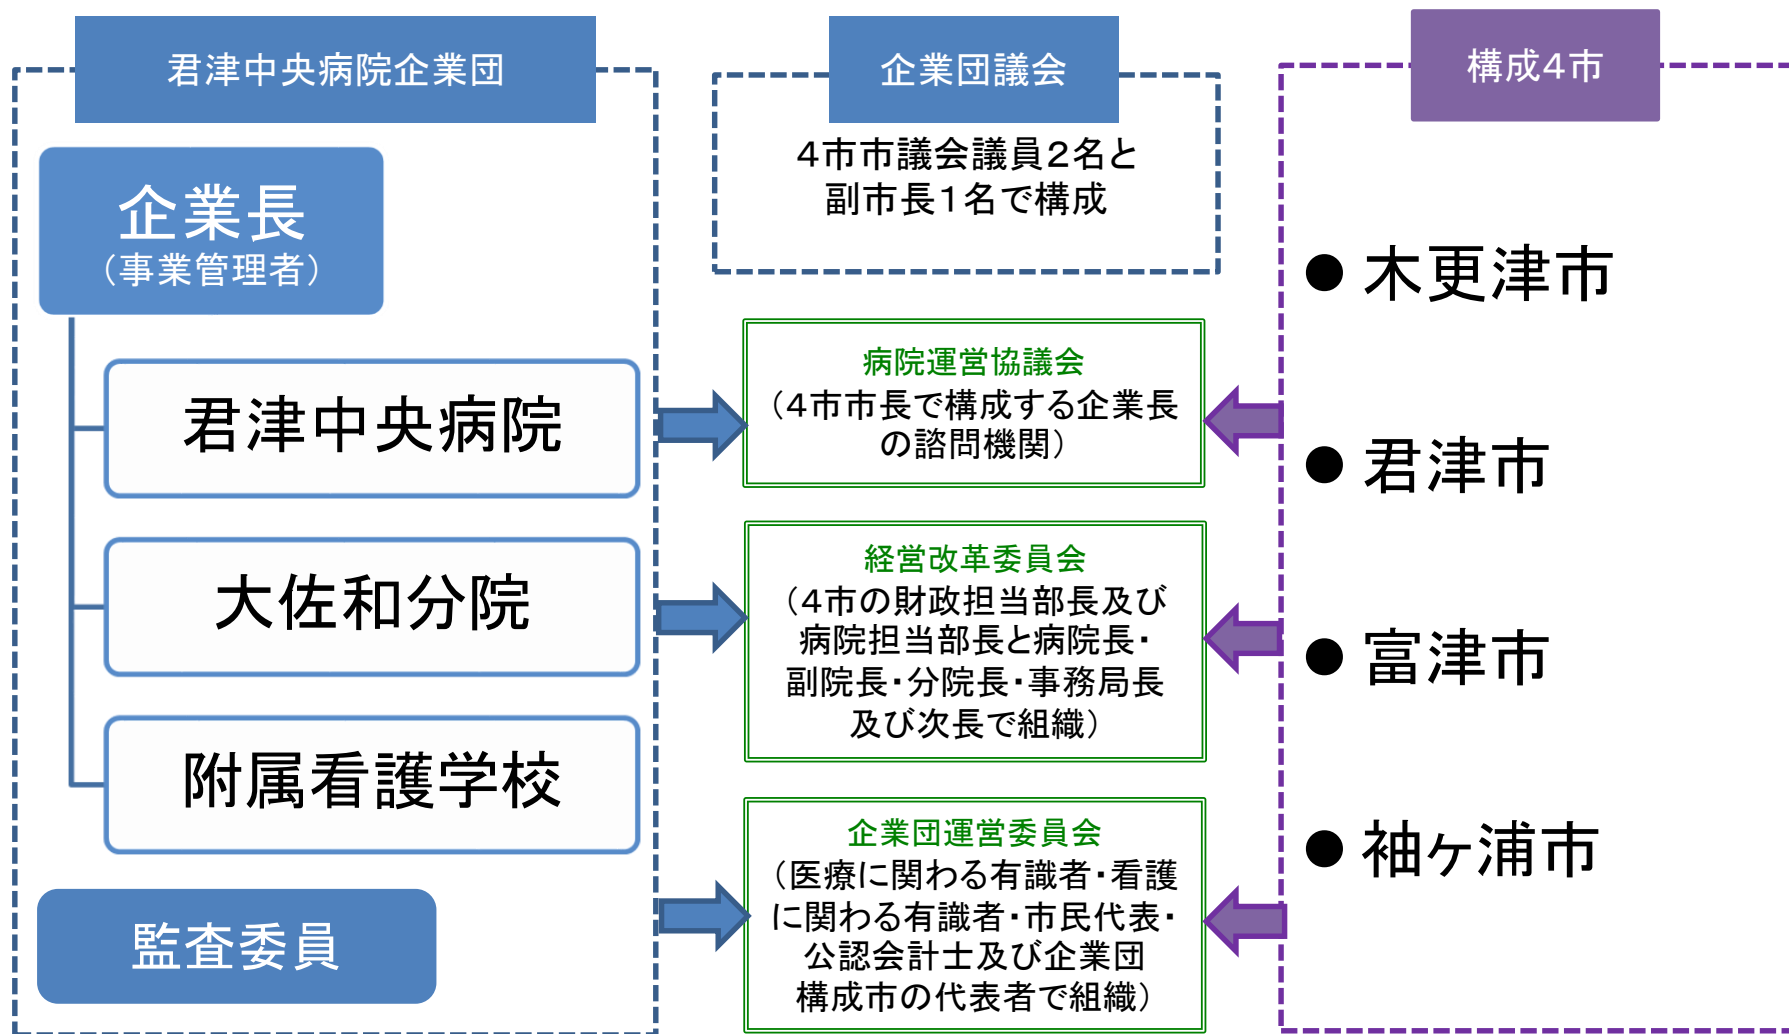 君津中央病院企業団
企業長
（事業管理者）
君津中央病院
大佐和分院
附属看護学校
監査委員
企業団議会
４市市議会議員２名と
副市長１名で構成
病院運営協議会
（４市市長で構成する企業長
の諮問機関）
経営改革委員会
（４市の財政担当部長及び
病院担当部長と病院長・
副院長・分院長・事務局長
及び次長で組織）
企業団運営委員会
（医療に関わる有識者・看護
に関わる有識者・市民代表・
公認会計士及び企業団
構成市の代表者で組織）
構成４市
● 木更津市
● 君津市
● 富津市
● 袖ヶ浦市